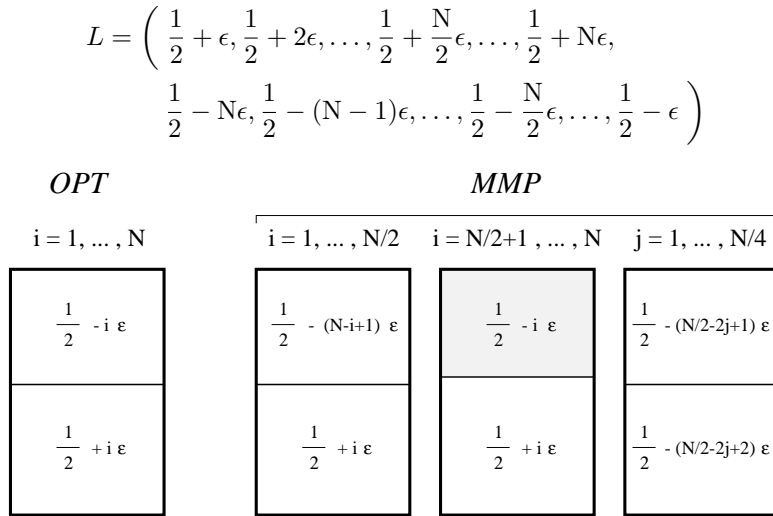 L = ( 1/2 + ϵ, 1/2 + 2ϵ, . . . , 1/2 + N/2 ϵ, . . . , 1/2 + Nϵ,
1/2 − Nϵ, 1/2 − (N − 1)ϵ, . . . , 1/2 − N/2 ϵ, . . . , 1/2 − ϵ )
OPT MMP
i = 1, ... , N i = 1, ... , N/2 i = N/2+1 , ... , N j = 1, ... , N/4
1/2 - i ε 1/2 - (N-i+1) ε 1/2 - i ε 1/2 - (N/2-2j+1) ε
1/2 + i ε 1/2 + i ε 1/2 + i ε 1/2 - (N/2-2j+2) ε